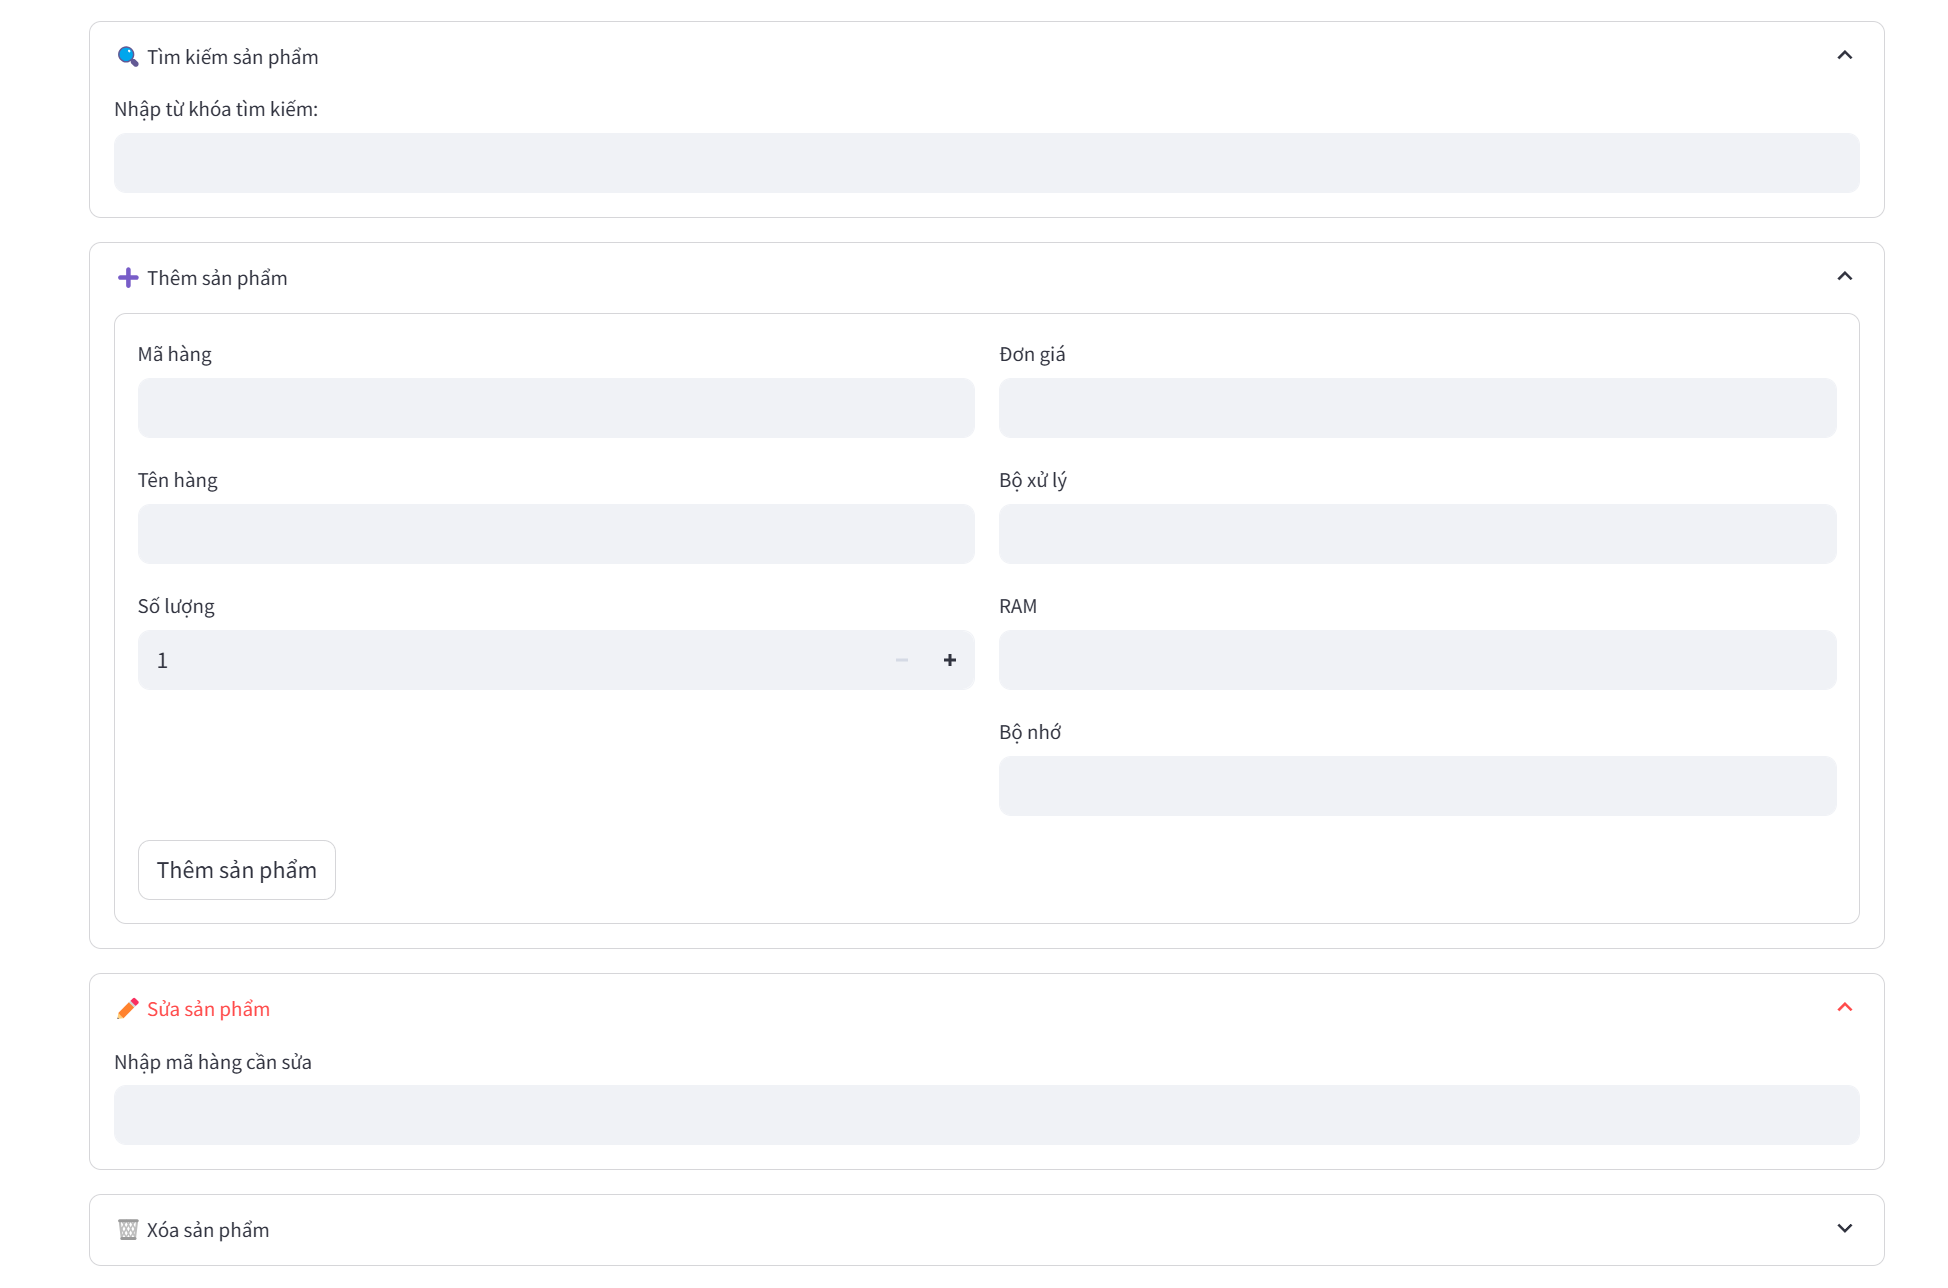 Tìm kiếm sản phẩm
Nhập từ khóa tìm kiếm:
Thêm sản phẩm
Mã hàng
Đơn giá
Tên hàng
Bộ xử lý
Số lượng
RAM
1
Bộ nhớ
Thêm sản phẩm
Sửa sản phẩm
Nhập mã hàng cần sửa
Xóa sản phẩm